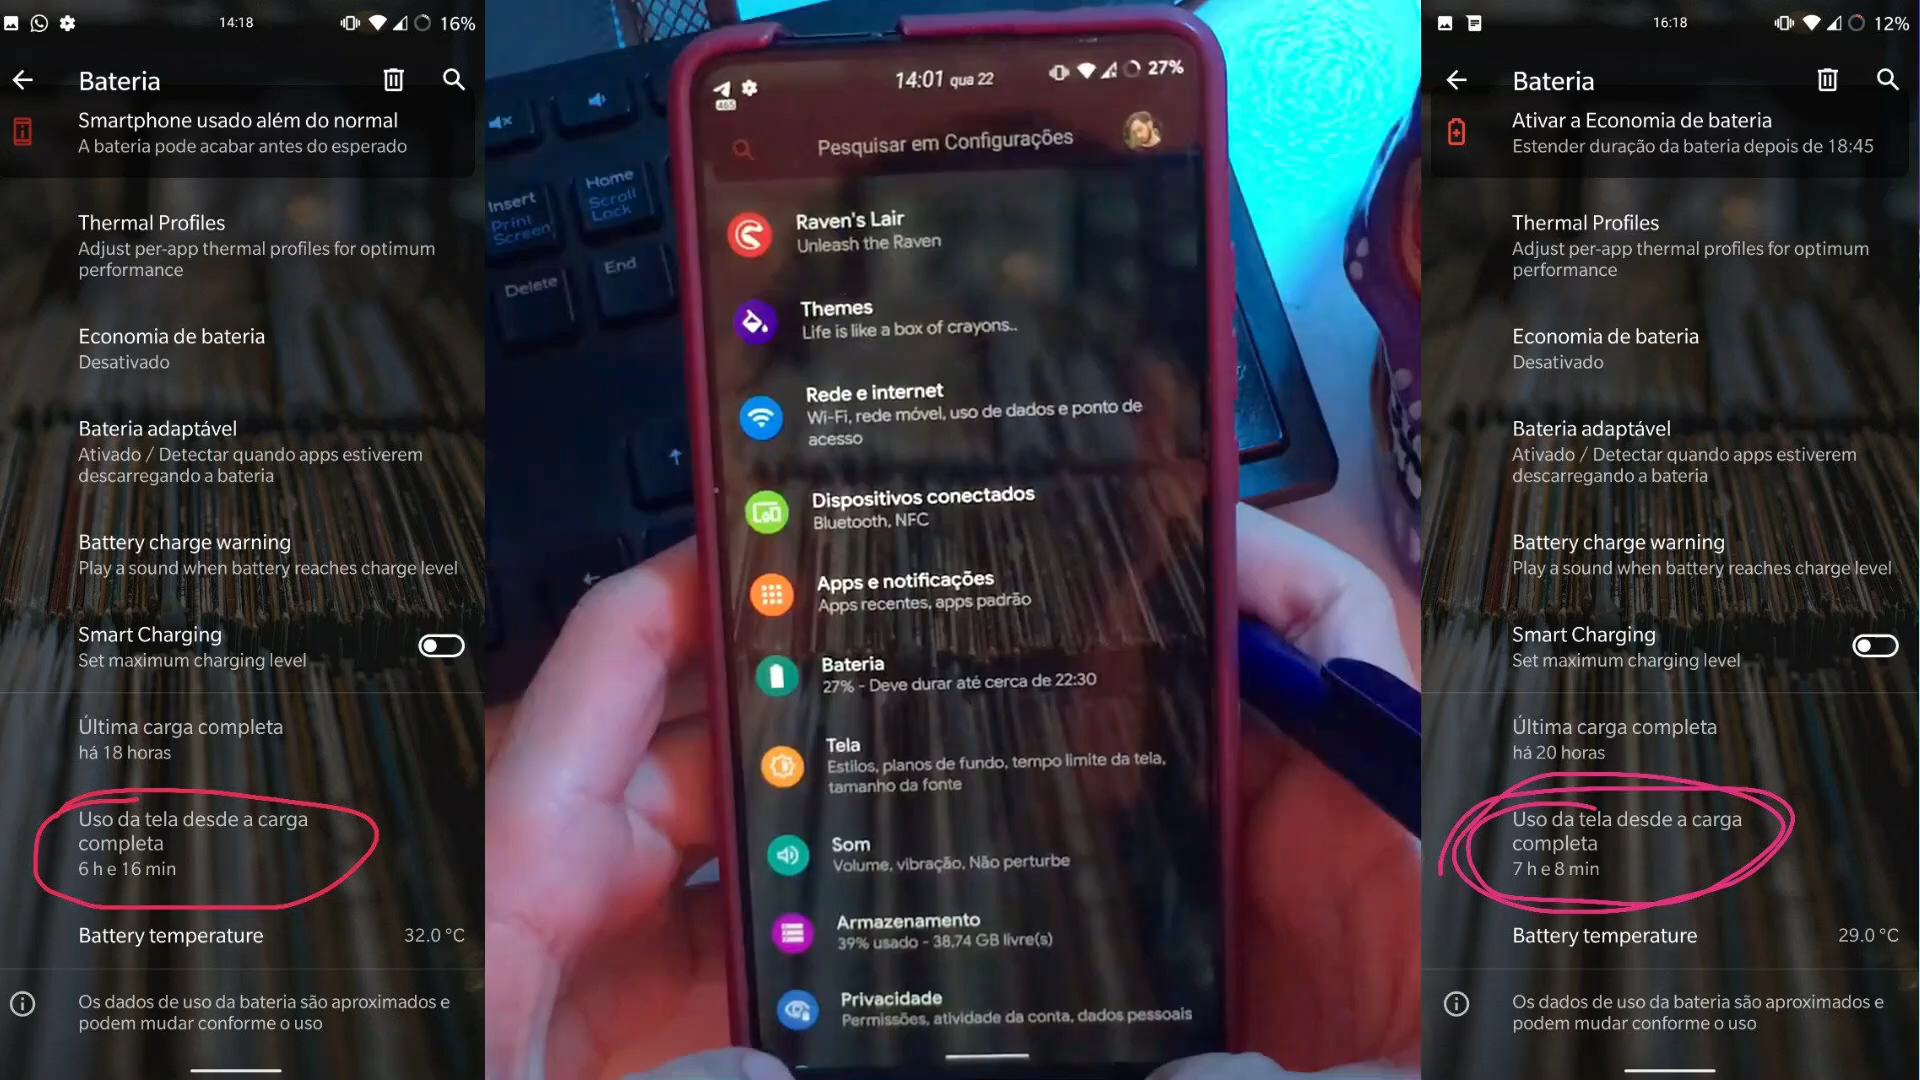 14:18
16%
Bateria
Smartphone usado além do normal
A bateria pode acabar antes do esperado
Thermal Profiles
Adjust per-app thermal profiles for optimum
performance
Economia de bateria
Desativado
Bateria adaptável
Ativado / Detectar quando apps estiverem
descarregando a bateria
Battery charge warning
Play a sound when battery reaches charge level
Smart Charging
Set maximum charging level
Última carga completa
há 18 horas
Uso da tela desde a carga
completa
6 h e 16 min
Battery temperature
32.0 °C
Os dados de uso da bateria são aproximados e
podem mudar conforme o uso
Insert
Print
Screen
Home
Scroll
Lock
Delete
End
465
14:01 qua 22
27%
Pesquisar em Configurações
Raven's Lair
Unleash the Raven
Themes
Life is like a box of crayons..
Rede e internet
Wi-Fi, rede móvel, uso de dados e ponto de
acesso
Dispositivos conectados
Bluetooth, NFC
Apps e notificações
Apps recentes, apps padrão
Bateria
27% - Deve durar até cerca de 22:30
Tela
Estilos, planos de fundo, tempo limite da tela,
tamanho da fonte
Som
Volume, vibração, Não perturbe
Armazenamento
39% usado - 38,74 GB livre(s)
Privacidade
Permissões, atividade da conta, dados pessoais
16:18
12%
Bateria
Ativar a Economia de bateria
Estender duração da bateria depois de 18:45
Thermal Profiles
Adjust per-app thermal profiles for optimum
performance
Economia de bateria
Desativado
Bateria adaptável
Ativado / Detectar quando apps estiverem
descarregando a bateria
Battery charge warning
Play a sound when battery reaches charge level
Smart Charging
Set maximum charging level
Última carga completa
há 20 horas
Uso da tela desde a carga
completa
7 h e 8 min
Battery temperature
29.0 °C
Os dados de uso da bateria são aproximados e
podem mudar conforme o uso